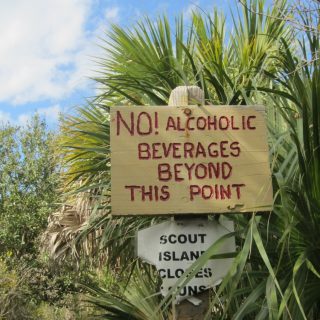 NO! ALCOHOLIC
BEVERAGES
BEYOND
THIS POINT
SCOUT
ISLAND
CLOSES